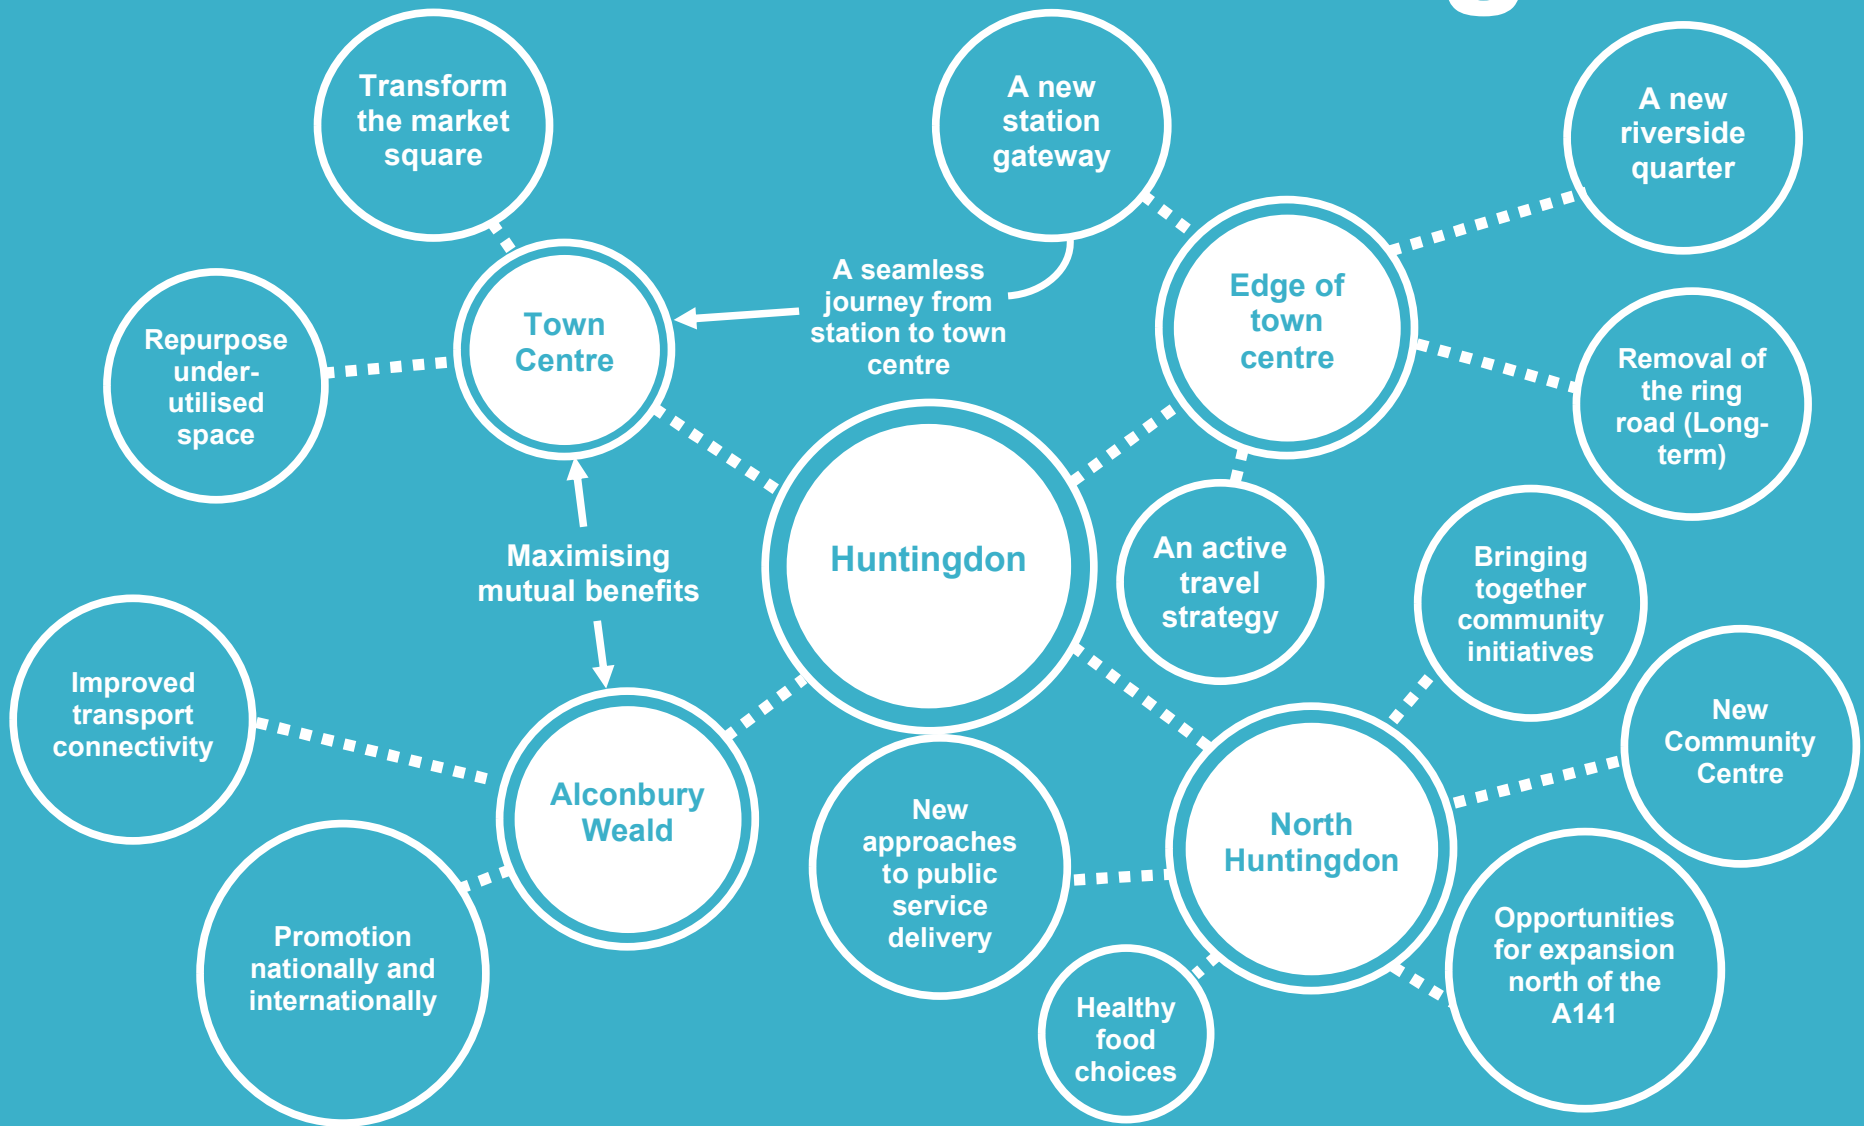 Transform
the market
square
A new
station
gateway
A new
riverside
quarter
Repurpose
under-
utilised
space
Town
Centre
A seamless
journey from
station to town
centre
Edge of
town
centre
Removal of
the ring
road (Long-
term)
Maximising
mutual benefits
Huntingdon
An active
travel
strategy
Bringing
together
community
initiatives
Improved
transport
connectivity
New
Community
Centre
Alconbury
Weald
New
approaches
to public
service
delivery
North
Huntingdon
Promotion
nationally and
internationally
Healthy
food
choices
Opportunities
for expansion
north of the
A141